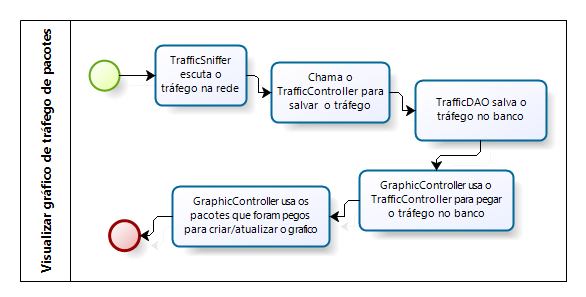 Visualizar gráfico de tráfego de pacotes
TrafficSniffer
escuta o
tráfego na rede
Chama o
TrafficController para
salvar o tráfego
TrafficDAO salva o
tráfego no banco
GraphicController usa o
TrafficController para pegar
o tráfego no banco
GraphicController usa os
pacotes que foram pegos
para criar/atualizar o grafico